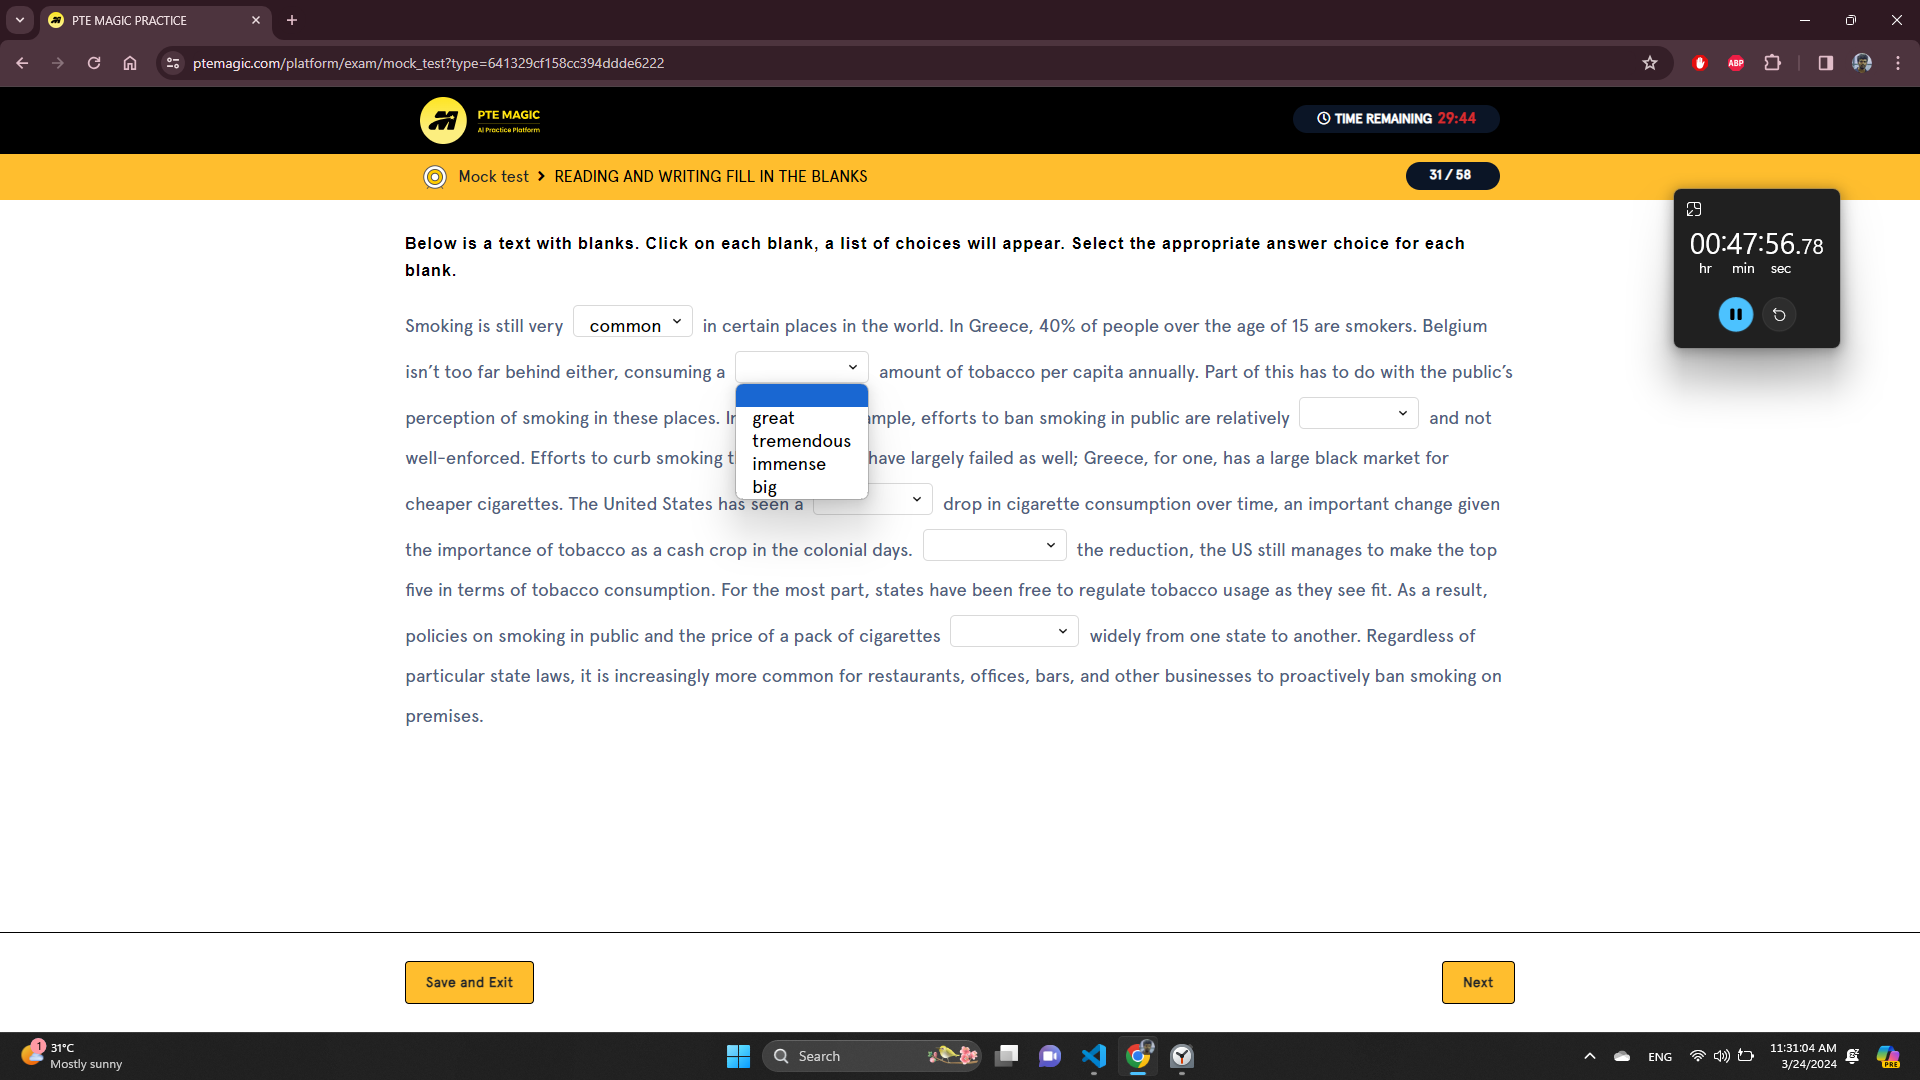 PTE MAGIC PRACTICE
ptemagic.com/platform/exam/mock_test?type=641329cf158cc394ddde6222
ABP
PTE MAGIC
AI Practice Platform
TIME REMAINING 29:44
Mock test > READING AND WRITING FILL IN THE BLANKS
31 / 58
00:47:56.78
hr min sec
Below is a text with blanks. Click on each blank, a list of choices will appear. Select the appropriate answer choice for each
blank.
Smoking is still very common in certain places in the world. In Greece, 40% of people over the age of 15 are smokers. Belgium
isn’t too far behind either, consuming a amount of tobacco per capita annually. Part of this has to do with the public’s
perception of smoking in these places. In mple, efforts to ban smoking in public are relatively and not
well-enforced. Efforts to curb smoking t have largely failed as well; Greece, for one, has a large black market for
cheaper cigarettes. The United States has seen a drop in cigarette consumption over time, an important change given
the importance of tobacco as a cash crop in the colonial days. the reduction, the US still manages to make the top
five in terms of tobacco consumption. For the most part, states have been free to regulate tobacco usage as they see fit. As a result,
policies on smoking in public and the price of a pack of cigarettes widely from one state to another. Regardless of
particular state laws, it is increasingly more common for restaurants, offices, bars, and other businesses to proactively ban smoking on
premises.
great
tremendous
immense
big
Save and Exit
Next
1
31°C
Mostly sunny
Search
ENG
11:31:04 AM
3/24/2024
PRE